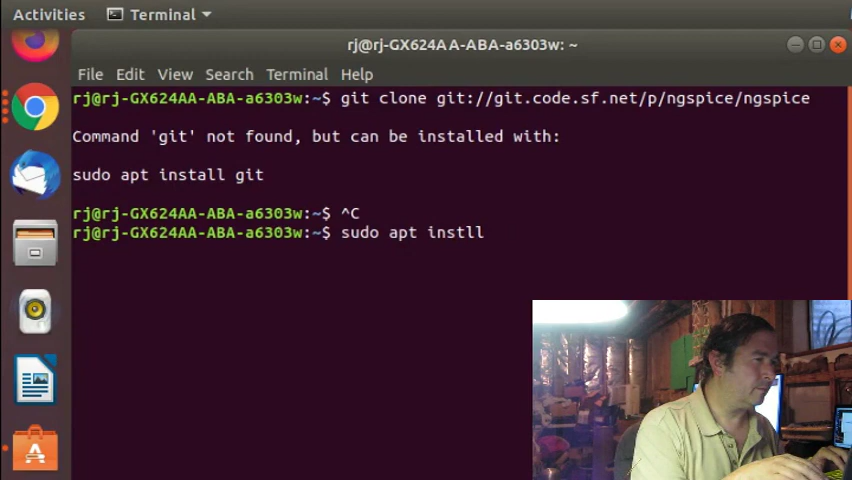 Activities Terminal
rj@rj-GX624AA-ABA-a6303w: ~
File Edit View Search Terminal Help
rj@rj-GX624AA-ABA-a6303w:~$ git clone git://git.code.sf.net/p/ngspice/ngspice
Command 'git' not found, but can be installed with:
sudo apt install git
rj@rj-GX624AA-ABA-a6303w:~$ ^C
rj@rj-GX624AA-ABA-a6303w:~$ sudo apt instll